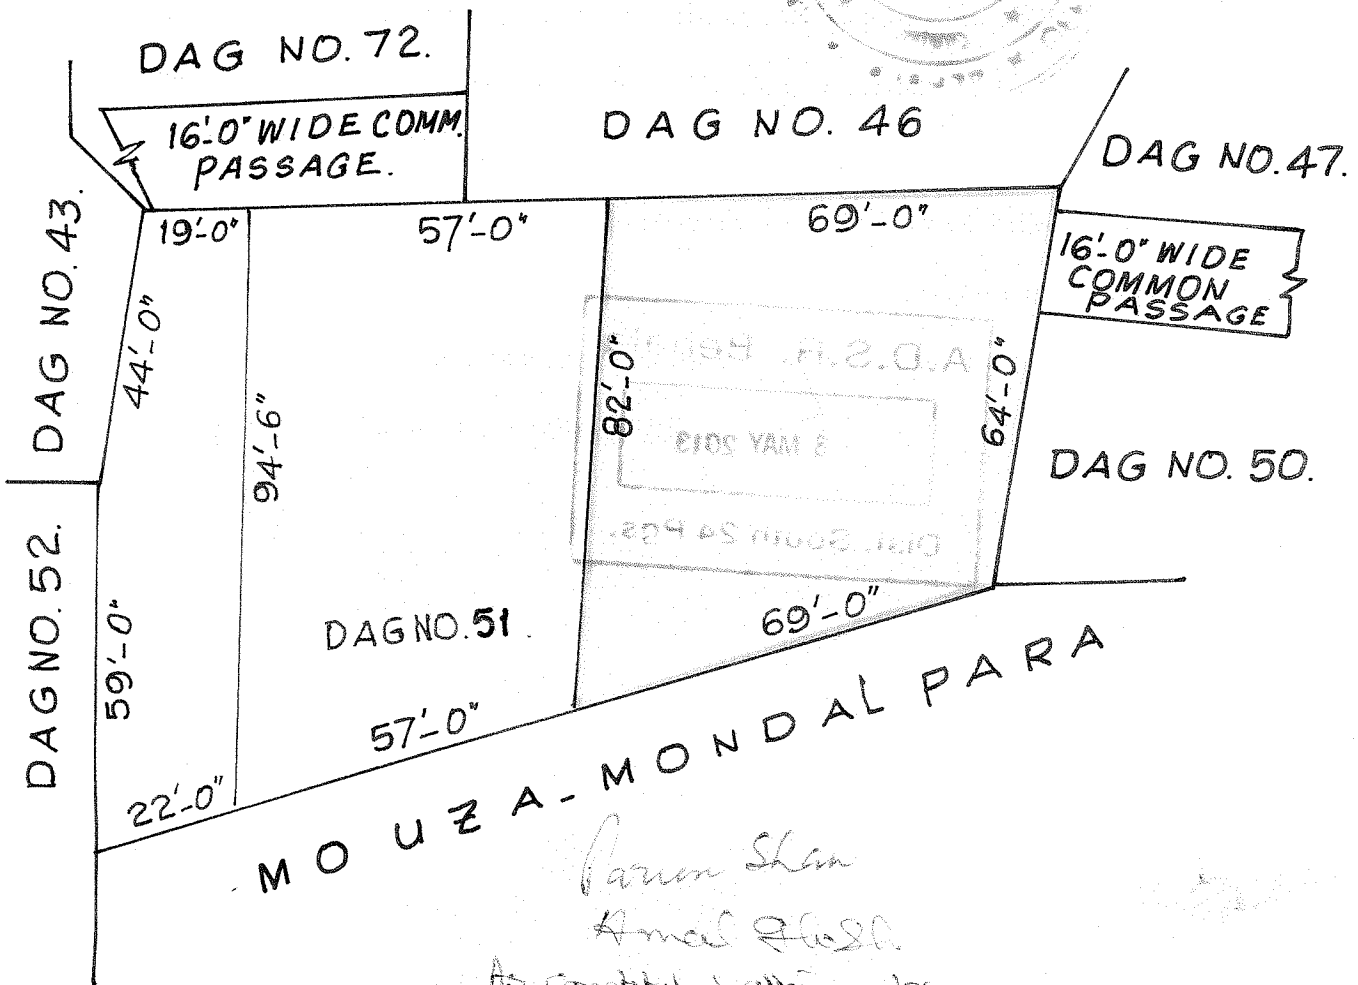 DAG NO. 72.
16'-0" WIDE COMM.
PASSAGE.
DAG NO. 46
DAG NO. 47.
16'-0" WIDE
COMMON
PASSAGE
DAG NO. 43.
19'-0"
57'-0"
69'-0"
44'-0"
94'-6"
82'-0"
64'-0"
A.D.S.R.
8 MAY 2013
Dist. South 24 Pgs.
DAG NO. 50.
DAG NO. 52.
59'-0"
DAG NO. 51.
69'-0"
57'-0"
22'-0"
MOUZA - MONDAL PARA
Amal Ghosh.